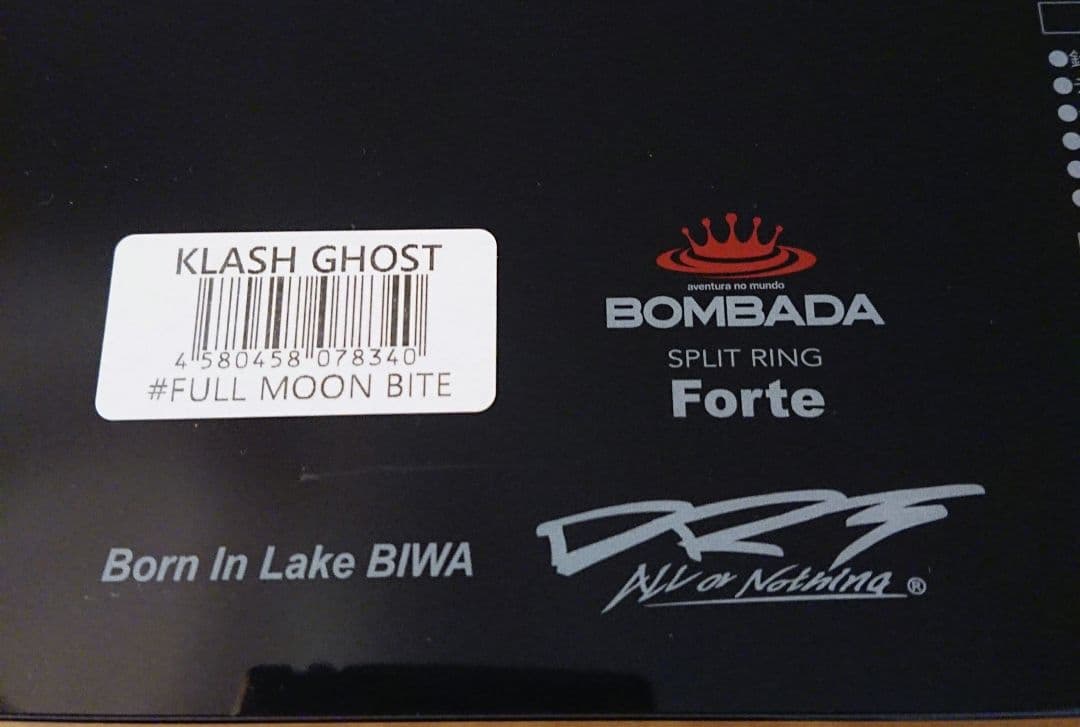 KLASH GHOST
4 580458 078340
#FULL MOON BITE
aventura no mundo
BOMBADA
SPLIT RING
Forte
Born In Lake BIWA
DRT
All or Nothing ®